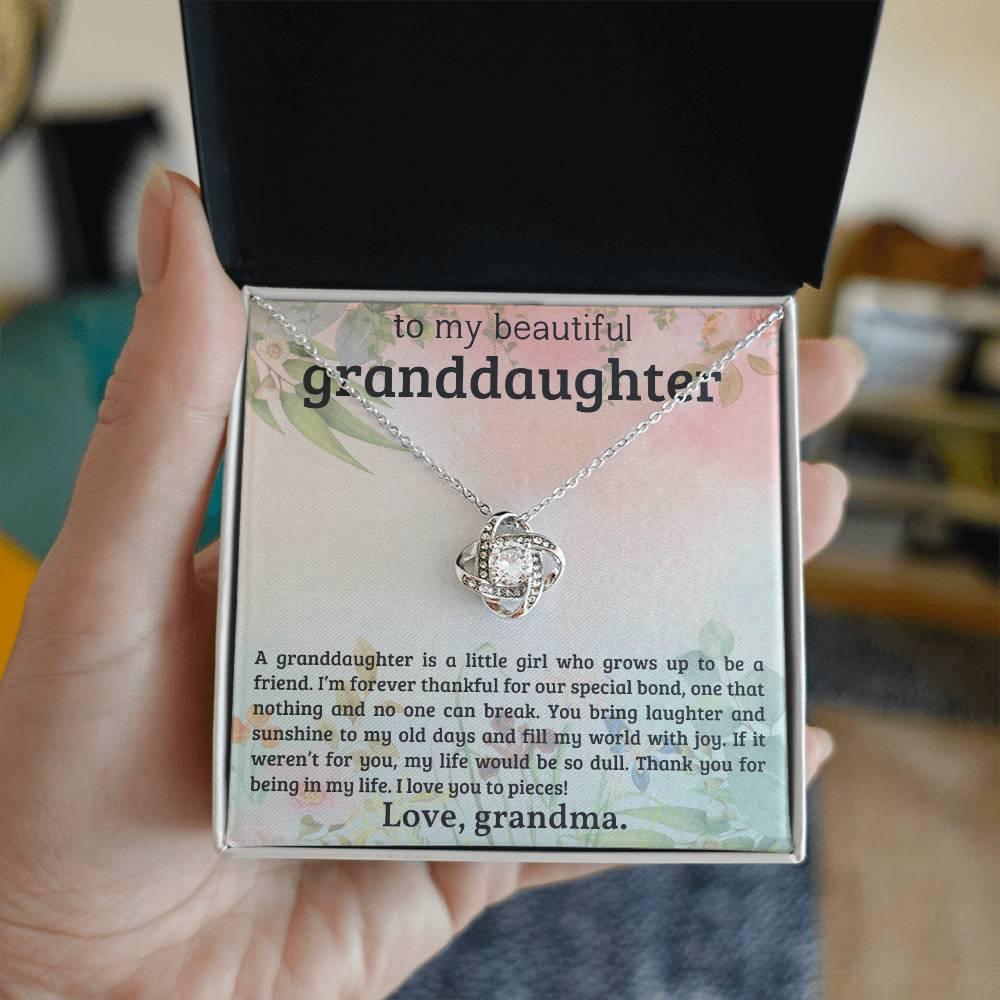 to my beautiful
granddaughter
A granddaughter is a little girl who grows up to be a
friend. I'm forever thankful for our special bond, one that
nothing and no one can break. You bring laughter and
sunshine to my old days and fill my world with joy. If it
weren't for you, my life would be so dull. Thank you for
being in my life. I love you to pieces!
Love, grandma.